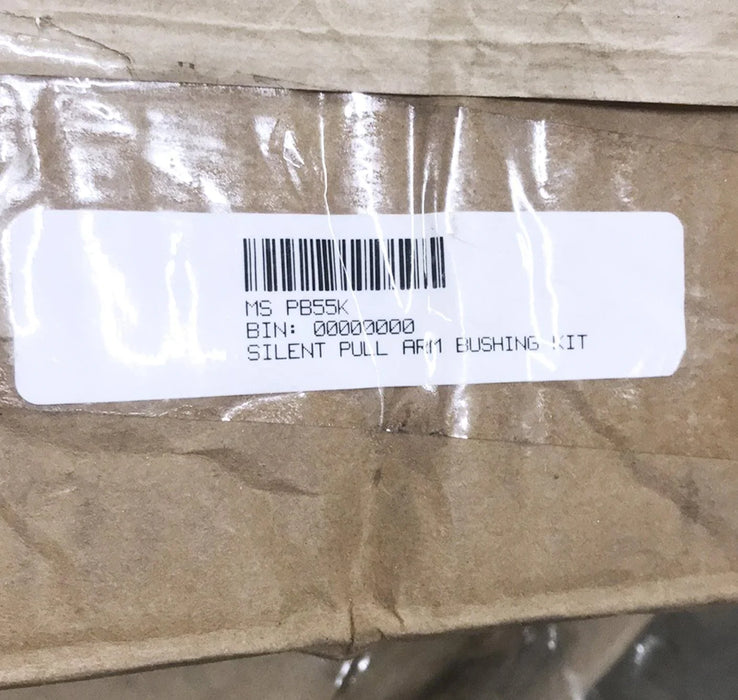 MS PB55K
BIN: 00000000
SILENT PULL ARM BUSHING KIT